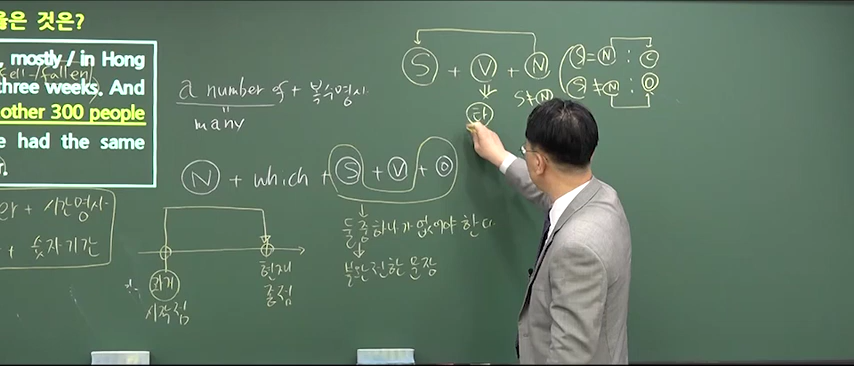 은 것은?
, mostly / in Hong
fell-/fallen
three weeks. And
other 300 people
e had the same
er + 시간명사
+ 숫자기간
a number of + 복수명사
=
many
N + which + S + V + O
둘 중 하나가 없어야 한다
불완전한 문장
과거
시작점
현재
종점
S + V + N
S≠N
타
S = N : C
S ≠ N : O